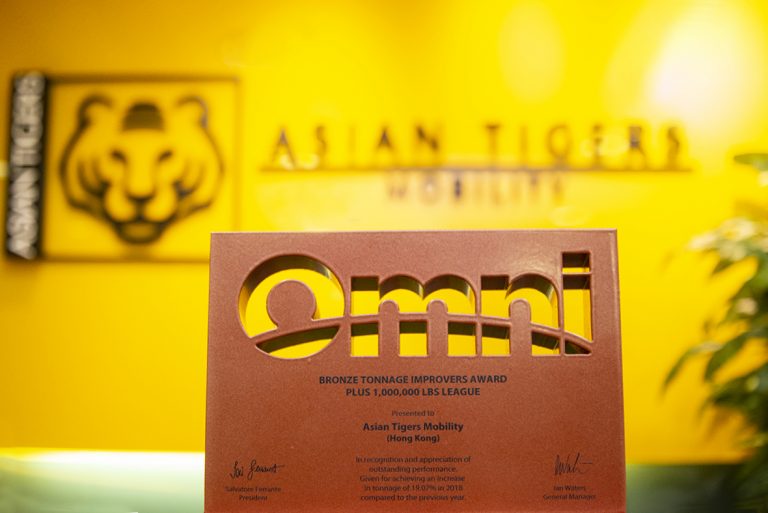 ASIAN TIGERS
ASIAN TIGERS
MOBILITY
Omni
BRONZE TONNAGE IMPROVERS AWARD
PLUS 1,000,000 LBS LEAGUE
Presented to
Asian Tigers Mobility
(Hong Kong)
In recognition and appreciation of
outstanding performance.
Given for achieving an increase
in tonnage of 19.07% in 2018
compared to the previous year.
Salvatore Ferrante
President
Ian Waters
General Manager